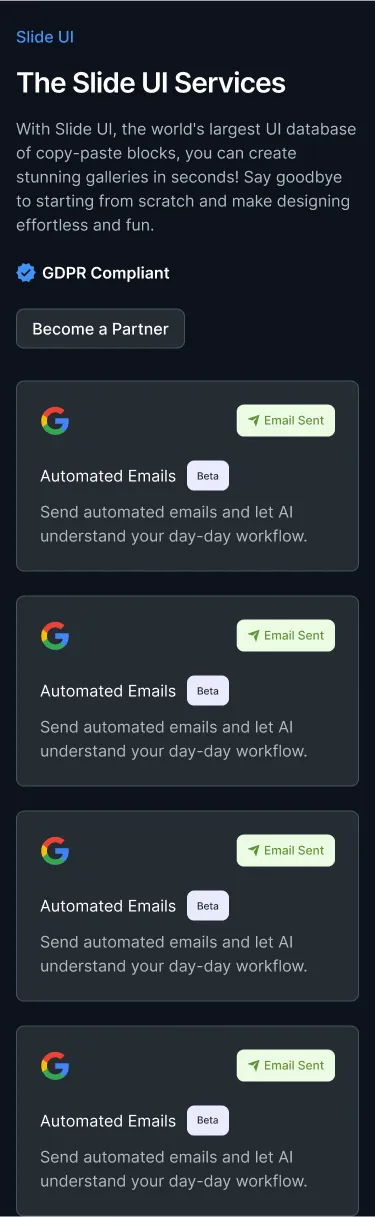 Slide UI
The Slide UI Services
With Slide UI, the world's largest UI database
of copy-paste blocks, you can create
stunning galleries in seconds! Say goodbye
to starting from scratch and make designing
effortless and fun.
GDPR Compliant
Become a Partner
Email Sent
Automated Emails Beta
Send automated emails and let AI
understand your day-day workflow.
Email Sent
Automated Emails Beta
Send automated emails and let AI
understand your day-day workflow.
Email Sent
Automated Emails Beta
Send automated emails and let AI
understand your day-day workflow.
Email Sent
Automated Emails Beta
Send automated emails and let AI
understand your day-day workflow.